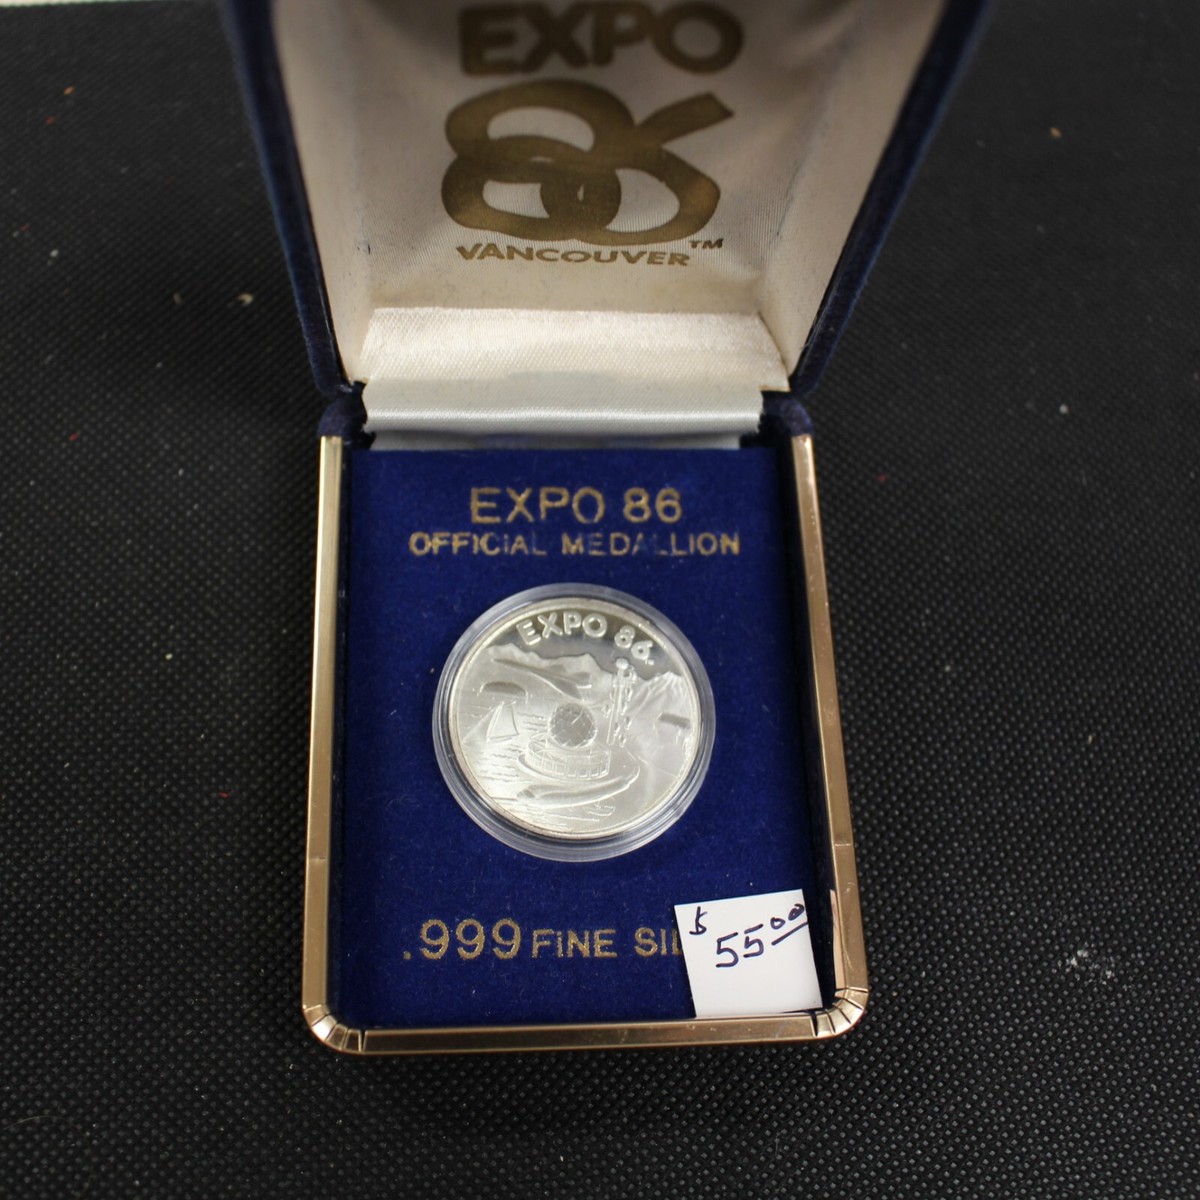 EXPO
86
VANCOUVER™
EXPO 86
OFFICIAL MEDALLION
EXPO 86.
.999 FINE SIL
$ 55.00